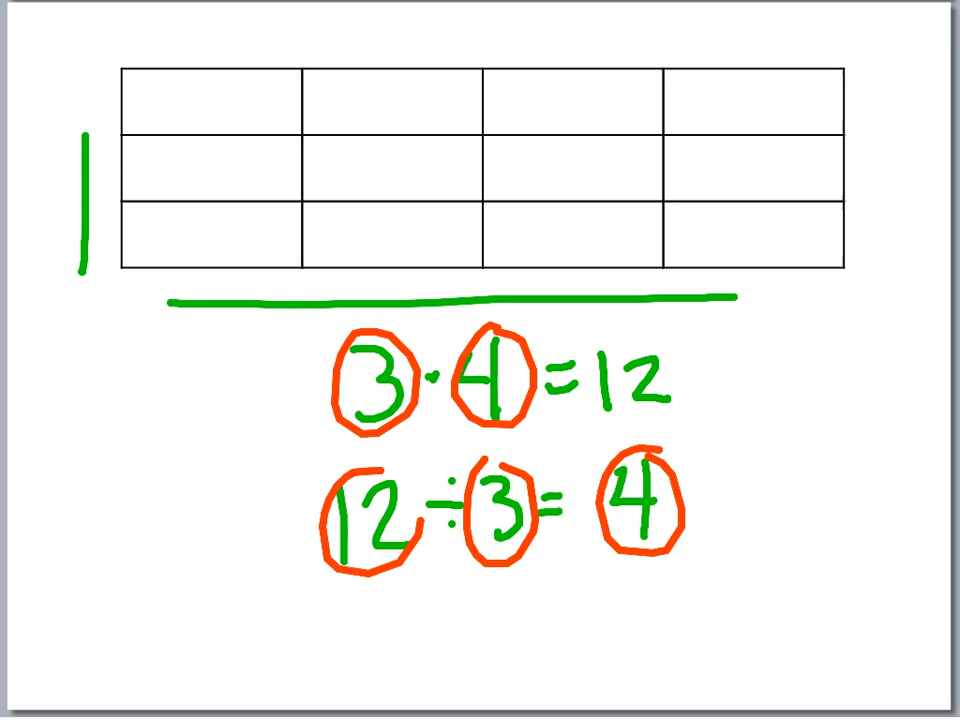 3 · 4 = 12
12 ÷ 3 = 4